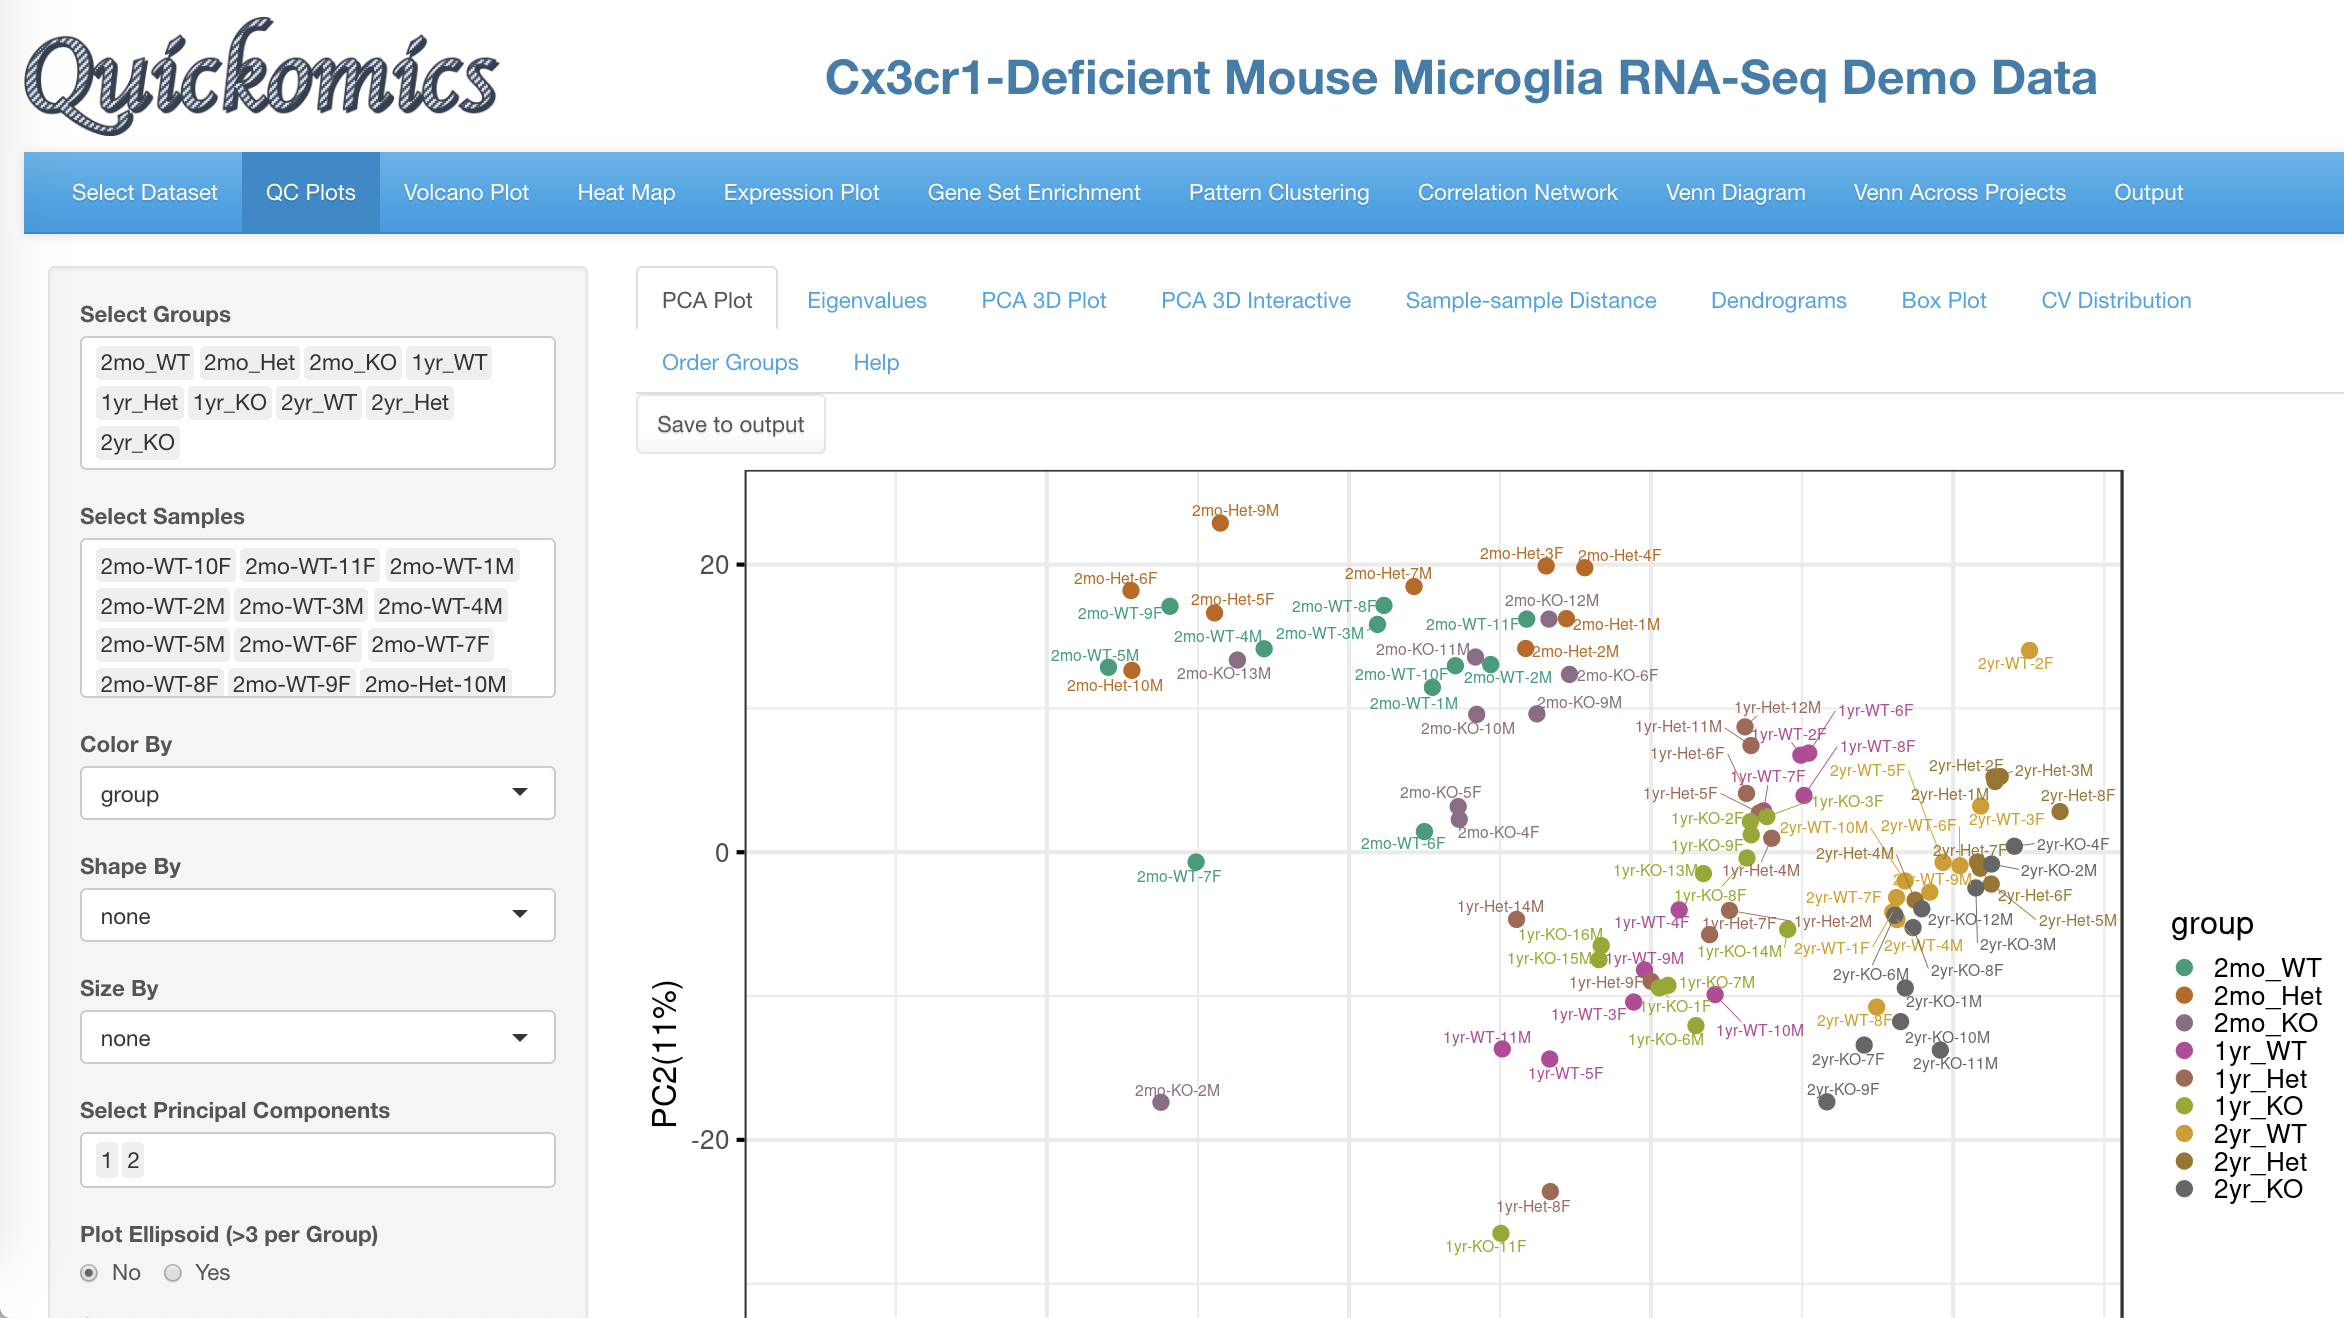 Quickomics
Cx3cr1-Deficient Mouse Microglia RNA-Seq Demo Data
Select Dataset QC Plots Volcano Plot Heat Map Expression Plot Gene Set Enrichment Pattern Clustering Correlation Network Venn Diagram Venn Across Projects Output
Select Groups
2mo_WT 2mo_Het 2mo_KO 1yr_WT
1yr_Het 1yr_KO 2yr_WT 2yr_Het
2yr_KO
Select Samples
2mo-WT-10F 2mo-WT-11F 2mo-WT-1M
2mo-WT-2M 2mo-WT-3M 2mo-WT-4M
2mo-WT-5M 2mo-WT-6F 2mo-WT-7F
2mo-WT-8F 2mo-WT-9F 2mo-Het-10M
Color By
group
Shape By
none
Size By
none
Select Principal Components
1 2
Plot Ellipsoid (>3 per Group)
No Yes
PCA Plot Eigenvalues PCA 3D Plot PCA 3D Interactive Sample-sample Distance Dendrograms Box Plot CV Distribution
Order Groups Help
Save to output
PC2(11%)
20
0
-20
2mo-Het-9M
2mo-Het-3F 2mo-Het-4F
2mo-Het-6F 2mo-Het-7M
2mo-Het-5F 2mo-KO-12M
2mo-WT-9F 2mo-WT-8F
2mo-WT-4M 2mo-WT-3M 2mo-WT-11F 2mo-Het-1M
2mo-WT-5M 2mo-KO-11M 2mo-Het-2M
2yr-WT-2F
2mo-Het-10M 2mo-KO-13M 2mo-WT-10F 2mo-WT-2M 2mo-KO-6F
2mo-WT-1M 2mo-KO-9M
1yr-Het-12M 1yr-WT-6F
2mo-KO-10M 1yr-Het-11M 1yr-WT-2F
1yr-Het-6F 1yr-WT-8F
1yr-WT-7F 2yr-WT-5F 2yr-Het-2F 2yr-Het-3M
2mo-KO-5F 1yr-Het-5F 1yr-KO-3F 2yr-Het-1M 2yr-Het-8F
1yr-KO-2F 2yr-WT-10M 2yr-WT-6F 2yr-WT-3F
2mo-KO-4F
2mo-WT-6F 1yr-KO-9F 2yr-Het-4M 2yr-Het-7F 2yr-KO-4F
2mo-WT-7F 1yr-KO-13M 1yr-Het-4M 2yr-WT-9M 2yr-KO-2M
1yr-KO-8F 2yr-WT-7F 2yr-Het-6F
1yr-Het-14M 1yr-WT-4F 1yr-Het-7F 1yr-Het-2M 2yr-KO-12M 2yr-Het-5M
1yr-KO-16M 1yr-KO-14M 2yr-WT-1F 2yr-WT-4M 2yr-KO-3M
1yr-KO-15M 1yr-WT-9M 2yr-KO-6M 2yr-KO-8F
1yr-Het-9F 1yr-KO-7M
1yr-WT-3F 1yr-KO-1F 2yr-KO-1M
2yr-WT-8F
1yr-WT-11M 1yr-KO-6M 1yr-WT-10M 2yr-KO-10M
1yr-WT-5F 2yr-KO-7F 2yr-KO-11M
2mo-KO-2M 2yr-KO-9F
1yr-Het-8F
1yr-KO-11F
group
2mo_WT
2mo_Het
2mo_KO
1yr_WT
1yr_Het
1yr_KO
2yr_WT
2yr_Het
2yr_KO